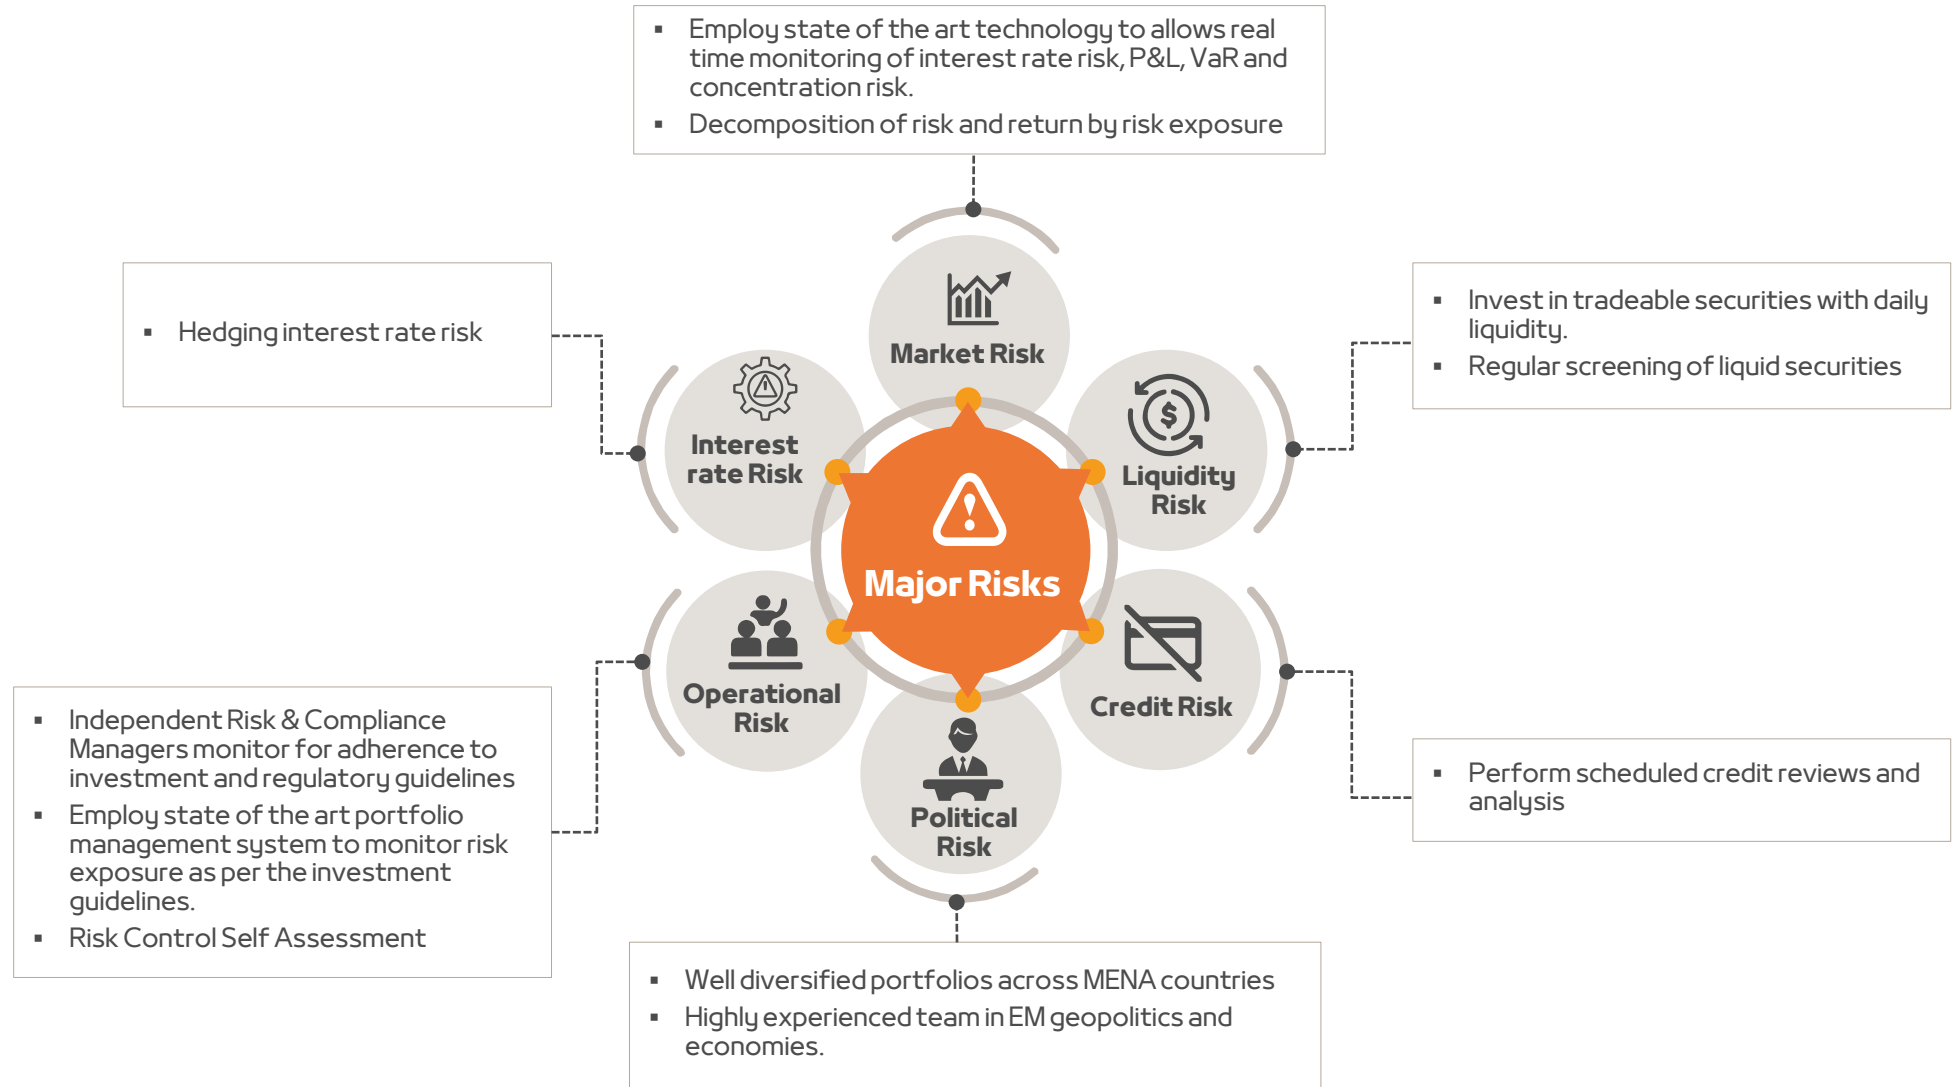 ▪ Employ state of the art technology to allows real
time monitoring of interest rate risk, P&L, VaR and
concentration risk.
▪ Decomposition of risk and return by risk exposure
▪ Hedging interest rate risk
▪ Invest in tradeable securities with daily
liquidity.
▪ Regular screening of liquid securities
Market Risk
Interest
rate Risk
Liquidity
Risk
Major Risks
Operational
Risk
Credit Risk
Political
Risk
▪ Independent Risk & Compliance
Managers monitor for adherence to
investment and regulatory guidelines
▪ Employ state of the art portfolio
management system to monitor risk
exposure as per the investment
guidelines.
▪ Risk Control Self Assessment
▪ Perform scheduled credit reviews and
analysis
▪ Well diversified portfolios across MENA countries
▪ Highly experienced team in EM geopolitics and
economies.